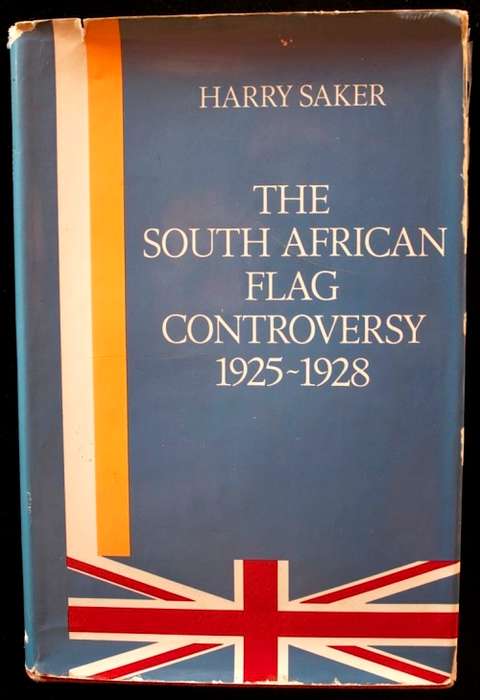 HARRY SAKER
THE
SOUTH AFRICAN
FLAG
CONTROVERSY
1925~1928